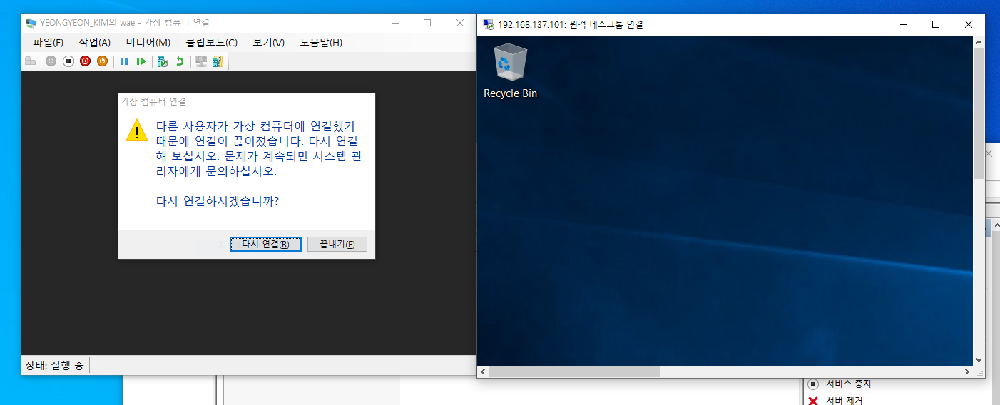 YEONGYEON_KIM의 wae - 가상 컴퓨터 연결
파일(F) 작업(A) 미디어(M) 클립보드(C) 보기(V) 도움말(H)
가상 컴퓨터 연결
다른 사용자가 가상 컴퓨터에 연결했기
때문에 연결이 끊어졌습니다. 다시 연결
해 보십시오. 문제가 계속되면 시스템 관
리자에게 문의하십시오.
다시 연결하시겠습니까?
다시 연결(R) 끝내기(E)
상태: 실행 중
192.168.137.101: 원격 데스크톱 연결
Recycle Bin
서비스 중지
서버 제거